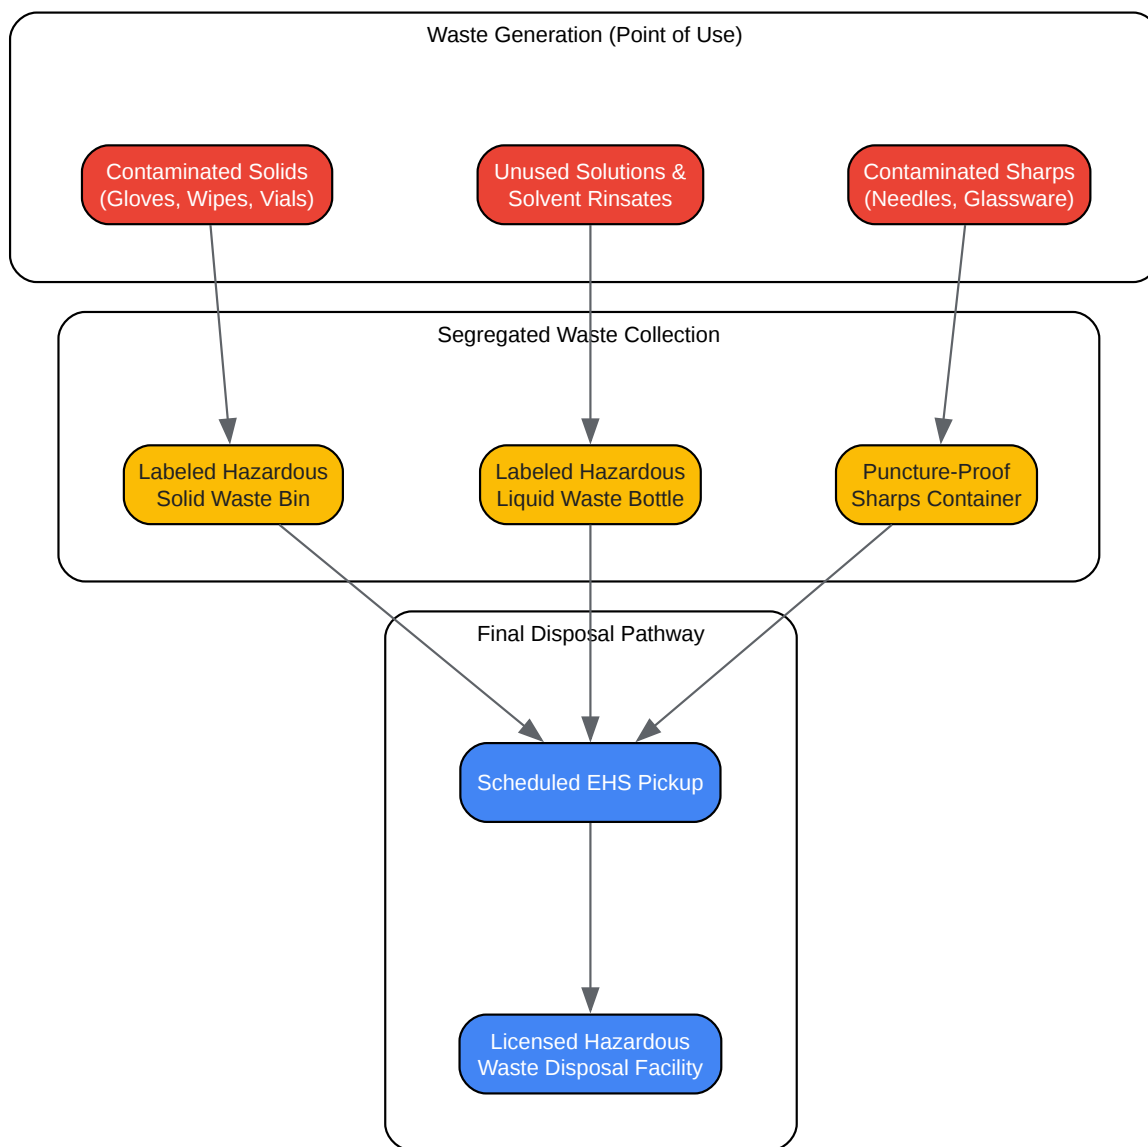 Waste Generation (Point of Use)
Contaminated Solids
(Gloves, Wipes, Vials)
Unused Solutions &
Solvent Rinsates
Contaminated Sharps
(Needles, Glassware)
Segregated Waste Collection
Labeled Hazardous
Solid Waste Bin
Labeled Hazardous
Liquid Waste Bottle
Puncture-Proof
Sharps Container
Final Disposal Pathway
Scheduled EHS Pickup
Licensed Hazardous
Waste Disposal Facility